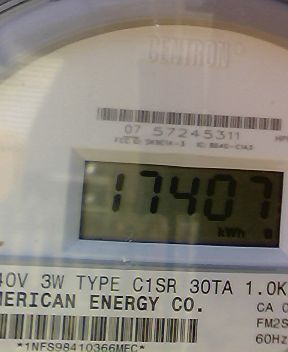 CENTRON®
07 57245311
17407
kWh
40V 3W TYPE C1SR 30TA 1.0K
MERICAN ENERGY CO.
CA 0
FM2S
60Hz
*1NFS98410366MEC*